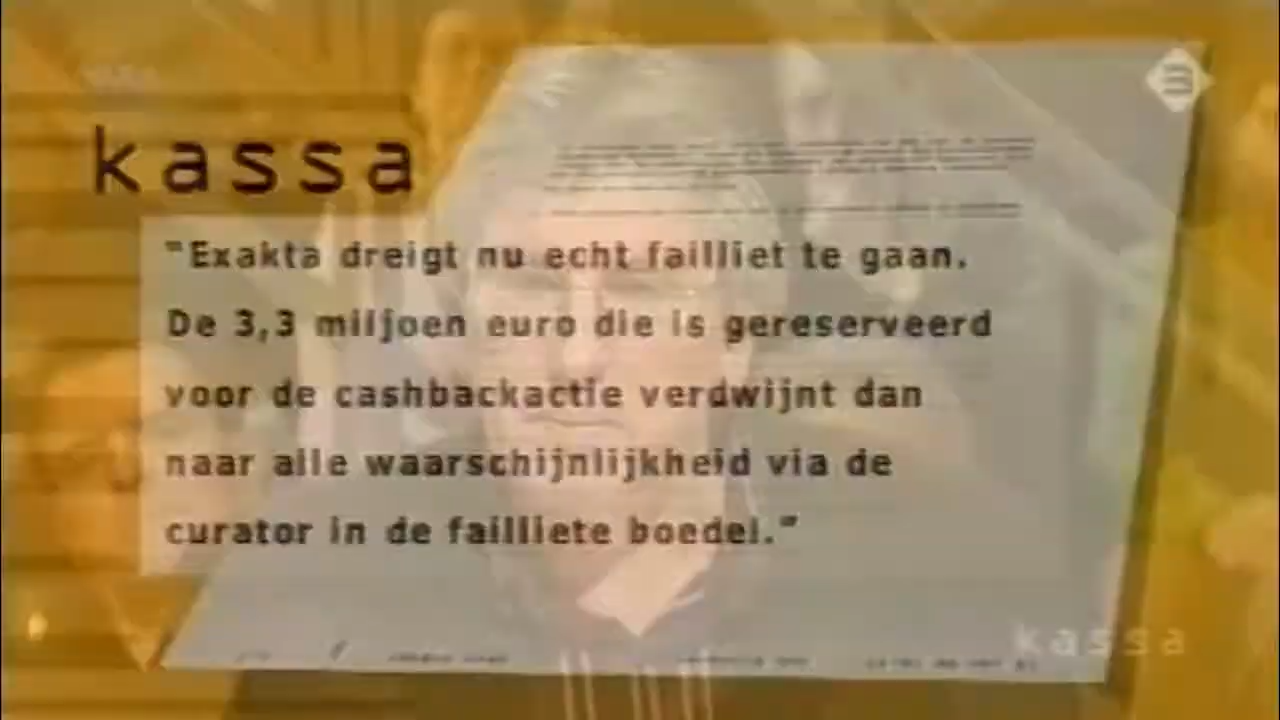 3
kassa
"Exakta dreigt nu echt failliet te gaan.
De 3,3 miljoen euro die is gereserveerd
voor de cashbackactie verdwijnt dan
naar alle waarschijnlijkheid via de
curator in de failliete boedel."
kassa